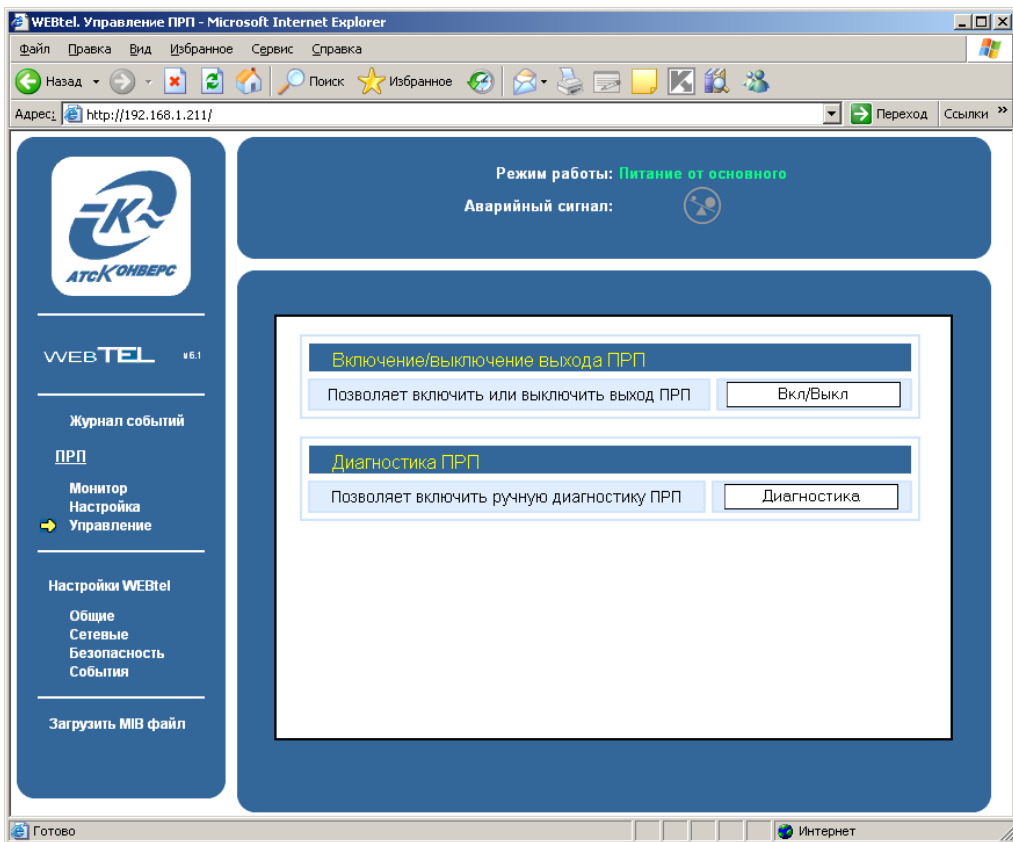 WEBtel. Управление ПРП - Microsoft Internet Explorer
Файл Правка Вид Избранное Сервис Справка
Назад Поиск Избранное
Адрес: http://192.168.1.211/ Переход Ссылки »
Режим работы: Питание от основного
Аварийный сигнал:
АТСКОНВЕРС
WEBTEL v6.1
Журнал событий
ПРП
Монитор
Настройка
Управление
Настройки WEBtel
Общие
Сетевые
Безопасность
События
Загрузить MIB файл
Включение/выключение выхода ПРП
Позволяет включить или выключить выход ПРП Вкл/Выкл
Диагностика ПРП
Позволяет включить ручную диагностику ПРП Диагностика
Готово Интернет